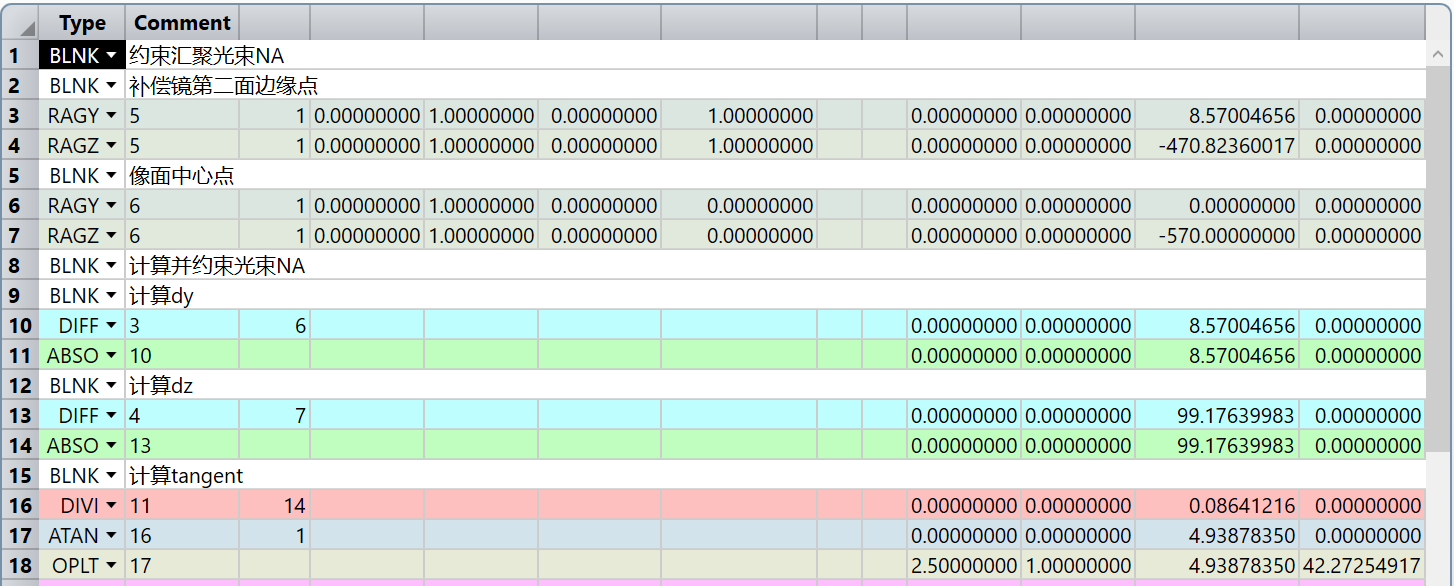 Type Comment
1 BLNK 约束汇聚光束NA
2 BLNK 补偿镜第二面边缘点
3 RAGY 5 1 0.00000000 1.00000000 0.00000000 1.00000000 0.00000000 0.00000000 8.57004656 0.00000000
4 RAGZ 5 1 0.00000000 1.00000000 0.00000000 1.00000000 0.00000000 0.00000000 -470.82360017 0.00000000
5 BLNK 像面中心点
6 RAGY 6 1 0.00000000 1.00000000 0.00000000 0.00000000 0.00000000 0.00000000 0.00000000 0.00000000
7 RAGZ 6 1 0.00000000 1.00000000 0.00000000 0.00000000 0.00000000 0.00000000 -570.00000000 0.00000000
8 BLNK 计算并约束光束NA
9 BLNK 计算dy
10 DIFF 3 6 0.00000000 0.00000000 8.57004656 0.00000000
11 ABSO 10 0.00000000 0.00000000 8.57004656 0.00000000
12 BLNK 计算dz
13 DIFF 4 7 0.00000000 0.00000000 99.17639983 0.00000000
14 ABSO 13 0.00000000 0.00000000 99.17639983 0.00000000
15 BLNK 计算tangent
16 DIVI 11 14 0.00000000 0.00000000 0.08641216 0.00000000
17 ATAN 16 1 0.00000000 0.00000000 4.93878350 0.00000000
18 OPLT 17 2.50000000 1.00000000 4.93878350 42.27254917